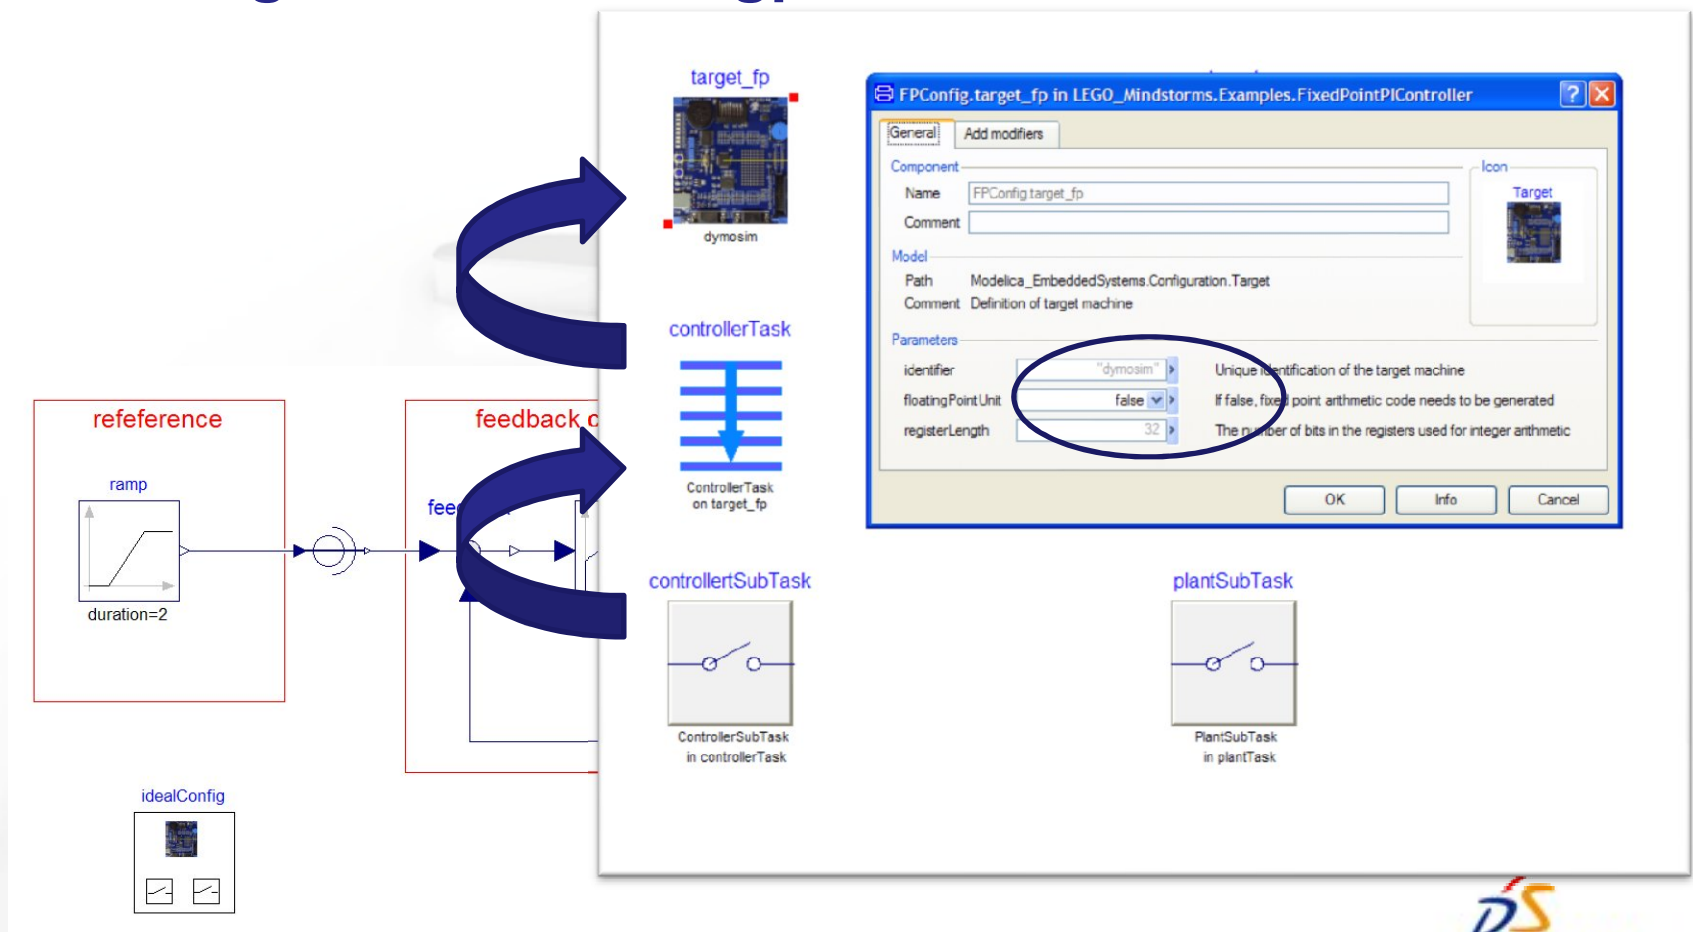 target_fp
dymosim
controllerTask
ControllerTask
on target_fp
controllertSubTask
ControllerSubTask
in controllerTask
plantSubTask
PlantSubTask
in plantTask
FPConfig.target_fp in LEGO_Mindstorms.Examples.FixedPointPIController
General
Add modifiers
Component
Name
FPConfig.target_fp
Comment
Icon
Target
Model
Path
Modelica_EmbeddedSystems.Configuration.Target
Comment
Definition of target machine
Parameters
identifier
"dymosim"
Unique identification of the target machine
floatingPointUnit
false
If false, fixed point arithmetic code needs to be generated
registerLength
32
The number of bits in the registers used for integer arithmetic
OK
Info
Cancel
refeference
ramp
duration=2
feedback c
fee
idealConfig